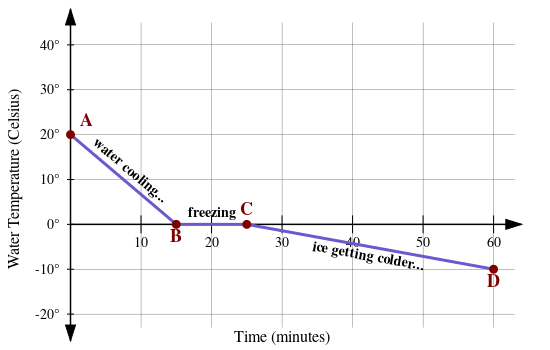 40°
30°
20°
10°
0°
-10°
-20°
Water Temperature (Celsius)
A
water cooling...
freezing
B
C
ice getting colder...
D
10
20
30
40
50
60
Time (minutes)